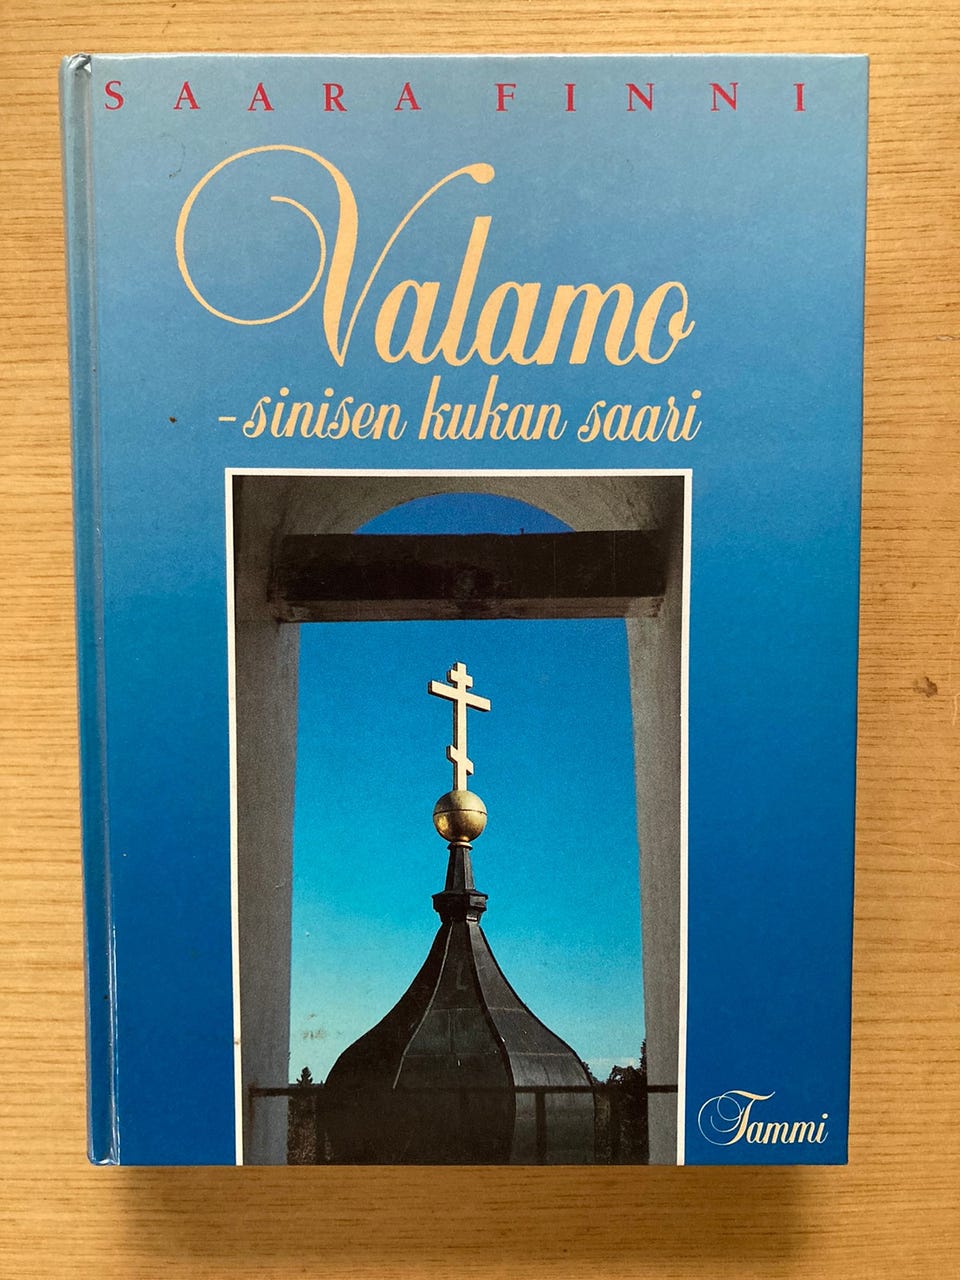 SAARA FINNI
Valamo
- sinisen kukan saari
Tammi